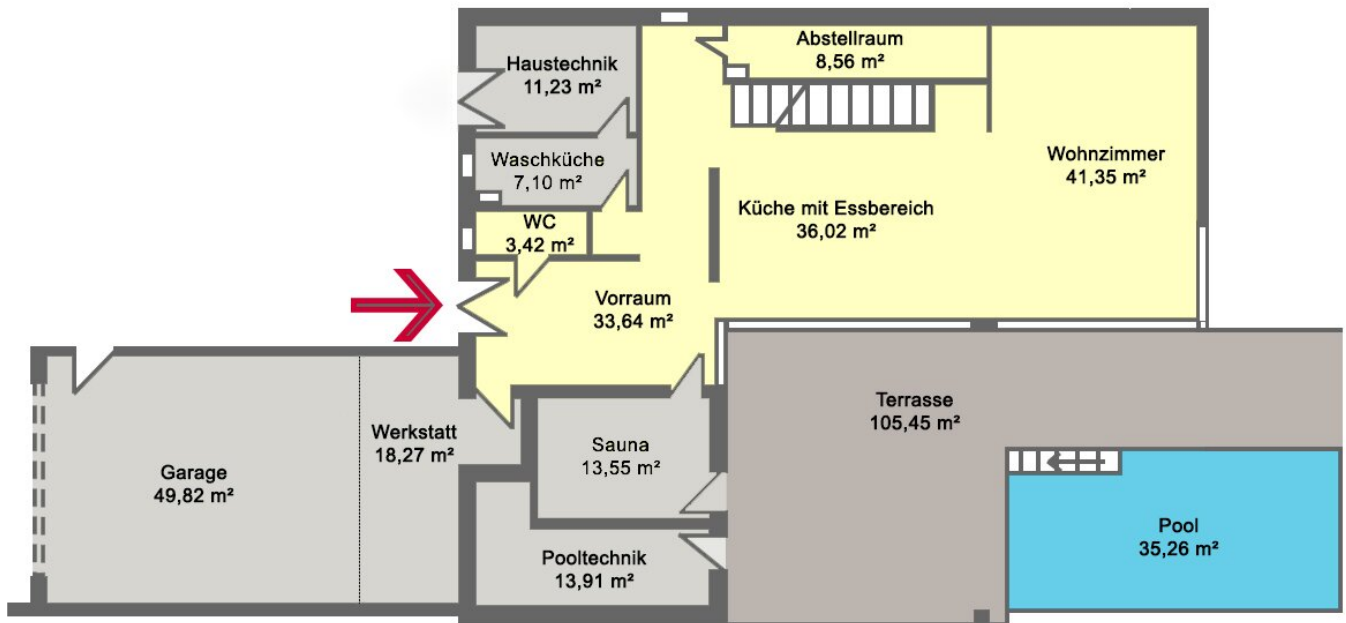 Haustechnik
11,23 m²
Abstellraum
8,56 m²
Waschküche
7,10 m²
Wohnzimmer
41,35 m²
WC
3,42 m²
Küche mit Essbereich
36,02 m²
Vorraum
33,64 m²
Terrasse
105,45 m²
Werkstatt
18,27 m²
Sauna
13,55 m²
Garage
49,82 m²
Pool
35,26 m²
Pooltechnik
13,91 m²